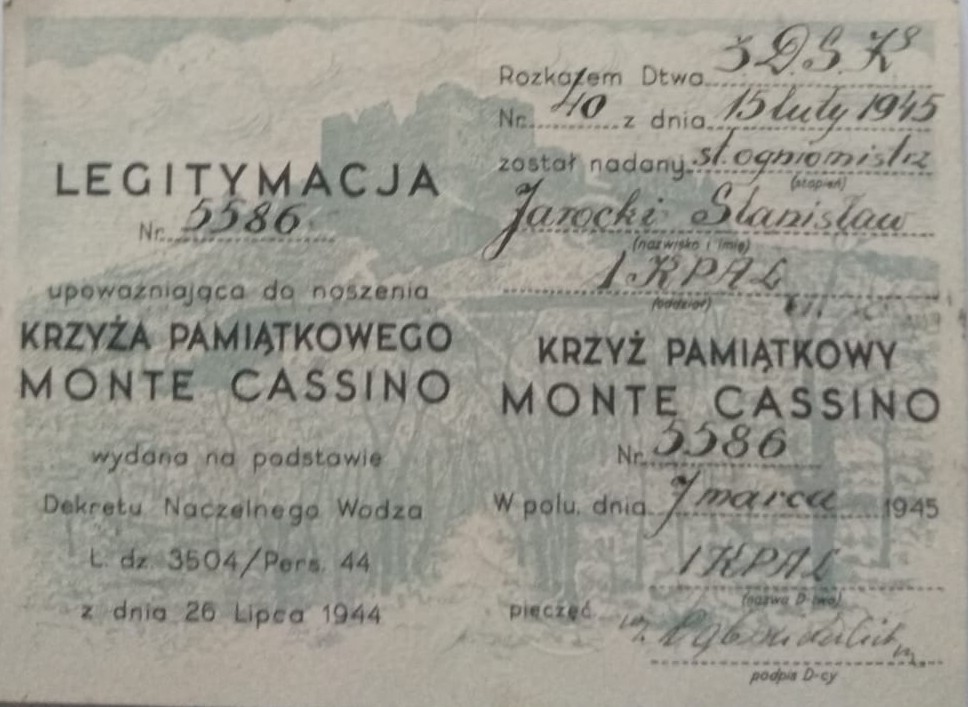 LEGITYMACJA
Nr. 5586
upoważniająca do noszenia
KRZYŻA PAMIĄTKOWEGO
MONTE CASSINO
wydana na podstawie
Dekretu Naczelnego Wodza
L. dz. 3504/Pers. 44
z dnia 26 Lipca 1944
Rozkazem Dtwa 3 D.S.K
Nr. 40 z dnia 15 luty 1945
został nadany st. ogniomistrz
(stopień)
Jarocki Stanisław
(nazwisko i imię)
1 KPAL
(oddział)
KRZYŻ PAMIĄTKOWY
MONTE CASSINO
Nr. 5586
W polu, dnia 7 marca 1945
1 KPAL
(nazwa D-twa)
pieczęć
podpis D-cy